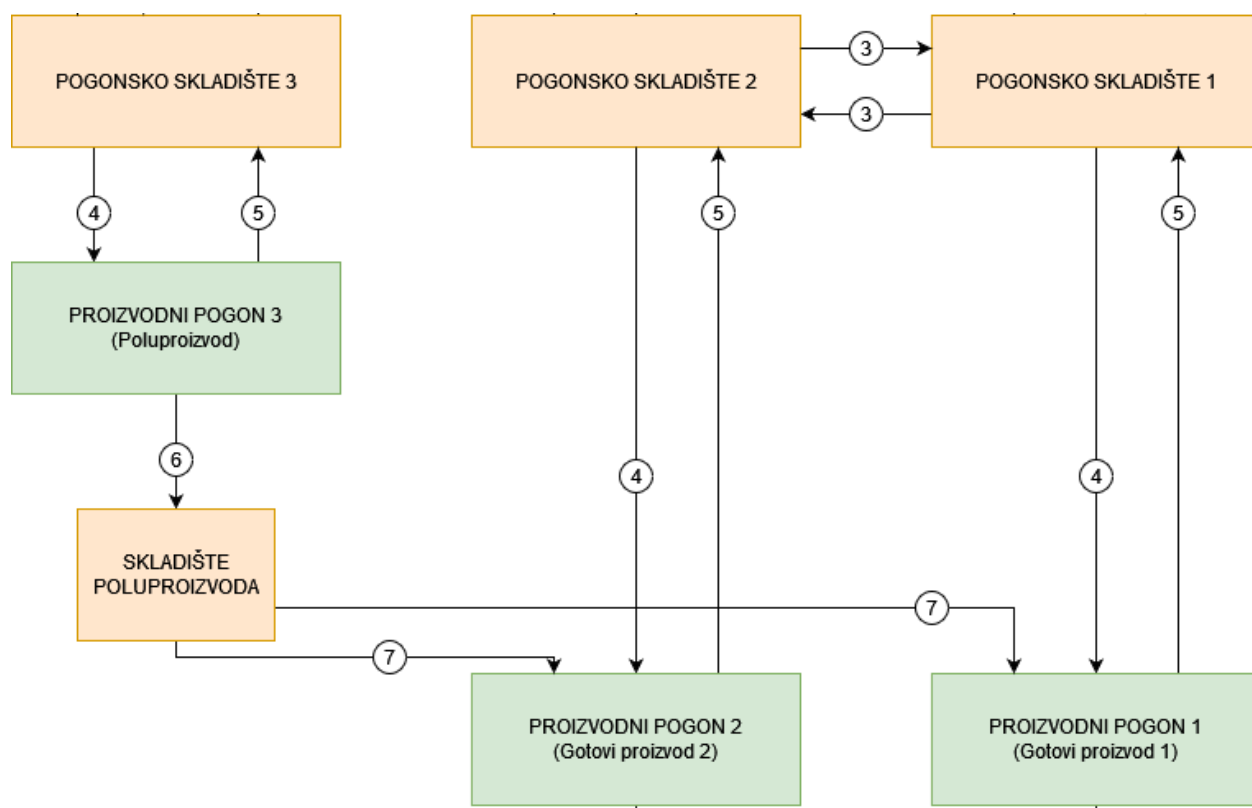 POGONSKO SKLADIŠTE 3
POGONSKO SKLADIŠTE 2
3
POGONSKO SKLADIŠTE 1
3
4
5
5
5
PROIZVODNI POGON 3
(Poluproizvod)
6
4
4
SKLADIŠTE
POLUPROIZVODA
7
7
PROIZVODNI POGON 2
(Gotovi proizvod 2)
PROIZVODNI POGON 1
(Gotovi proizvod 1)